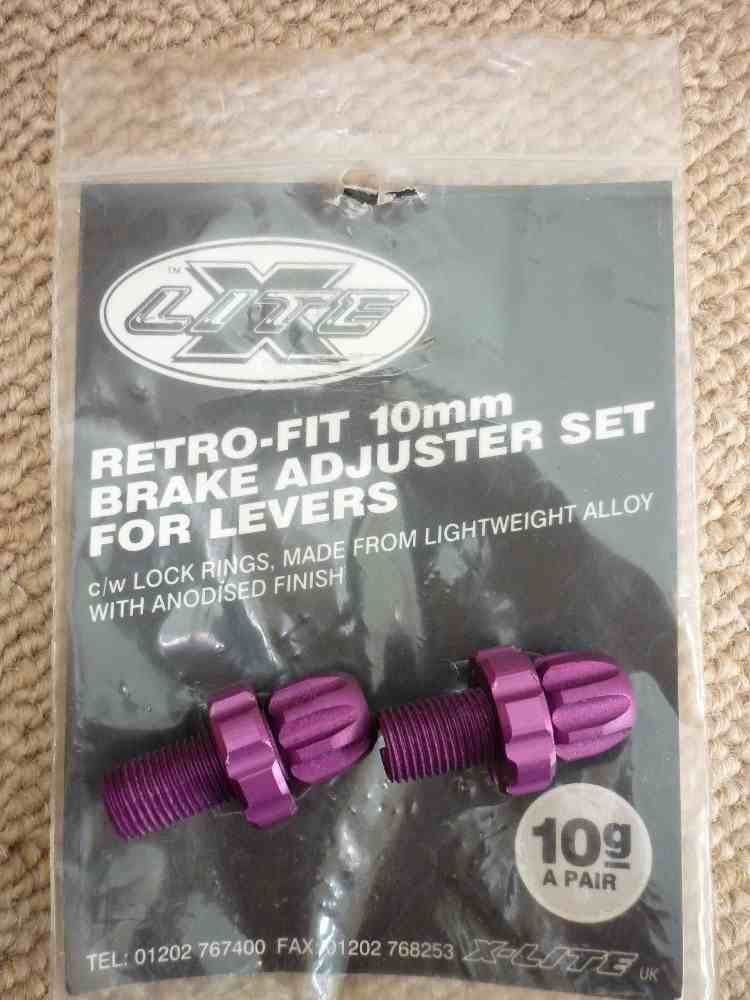 ™
X
LITE
RETRO-FIT 10mm
BRAKE ADJUSTER SET
FOR LEVERS
c/w LOCK RINGS, MADE FROM LIGHTWEIGHT ALLOY
WITH ANODISED FINISH
10g
A PAIR
TEL: 01202 767400 FAX: 01202 768253 X-LITE UK